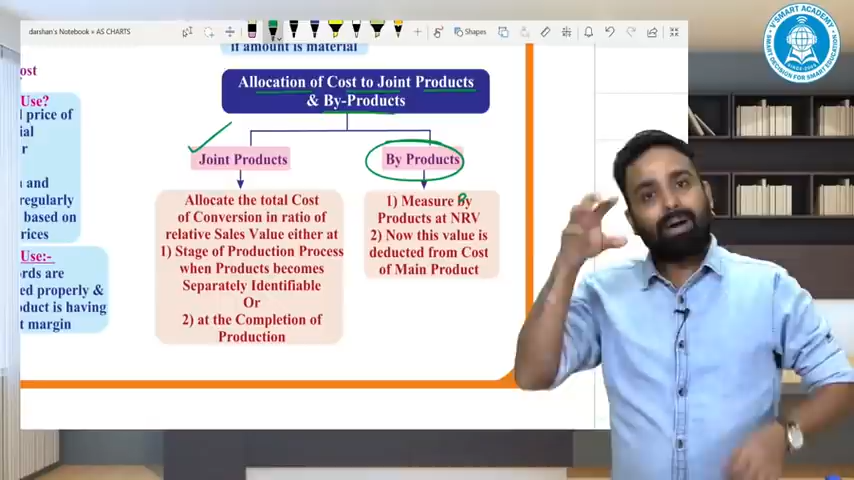 darshan's Notebook » AS CHARTS
Shapes
if amount is material
ost
Use?
l price of
ial
r
n and
regularly
based on
rices
Use:-
rds are
ed properly &
oduct is having
t margin
Allocation of Cost to Joint Products
& By-Products
Joint Products
By Products
Allocate the total Cost
of Conversion in ratio of
relative Sales Value either at
1) Stage of Production Process
when Products becomes
Separately Identifiable
Or
2) at the Completion of
Production
1) Measure by
Products at NRV
2) Now this value is
deducted from Cost
of Main Product
V'SMART ACADEMY
SMART DECISION FOR SMART EDUCATION